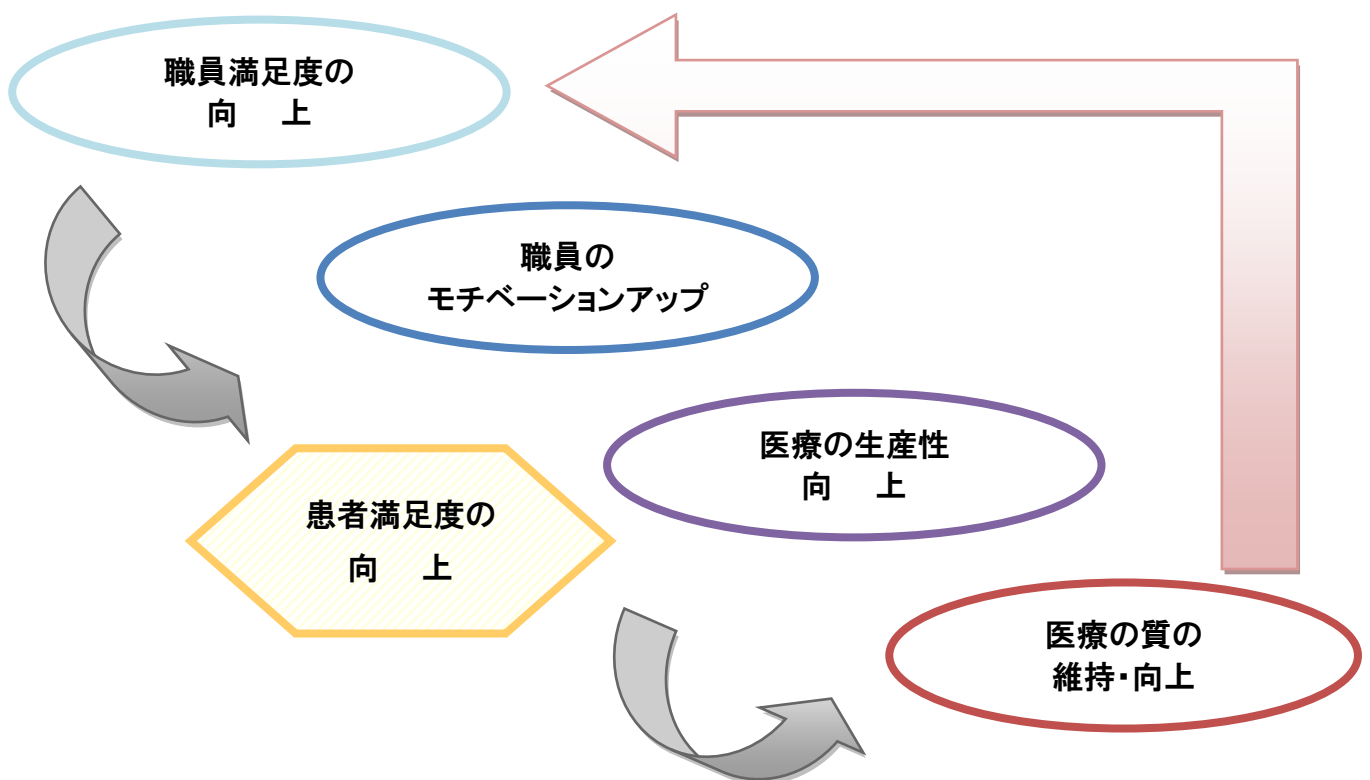 職員満足度の
向 上
職員の
モチベーションアップ
医療の生産性
向 上
患者満足度の
向 上
医療の質の
維持・向上